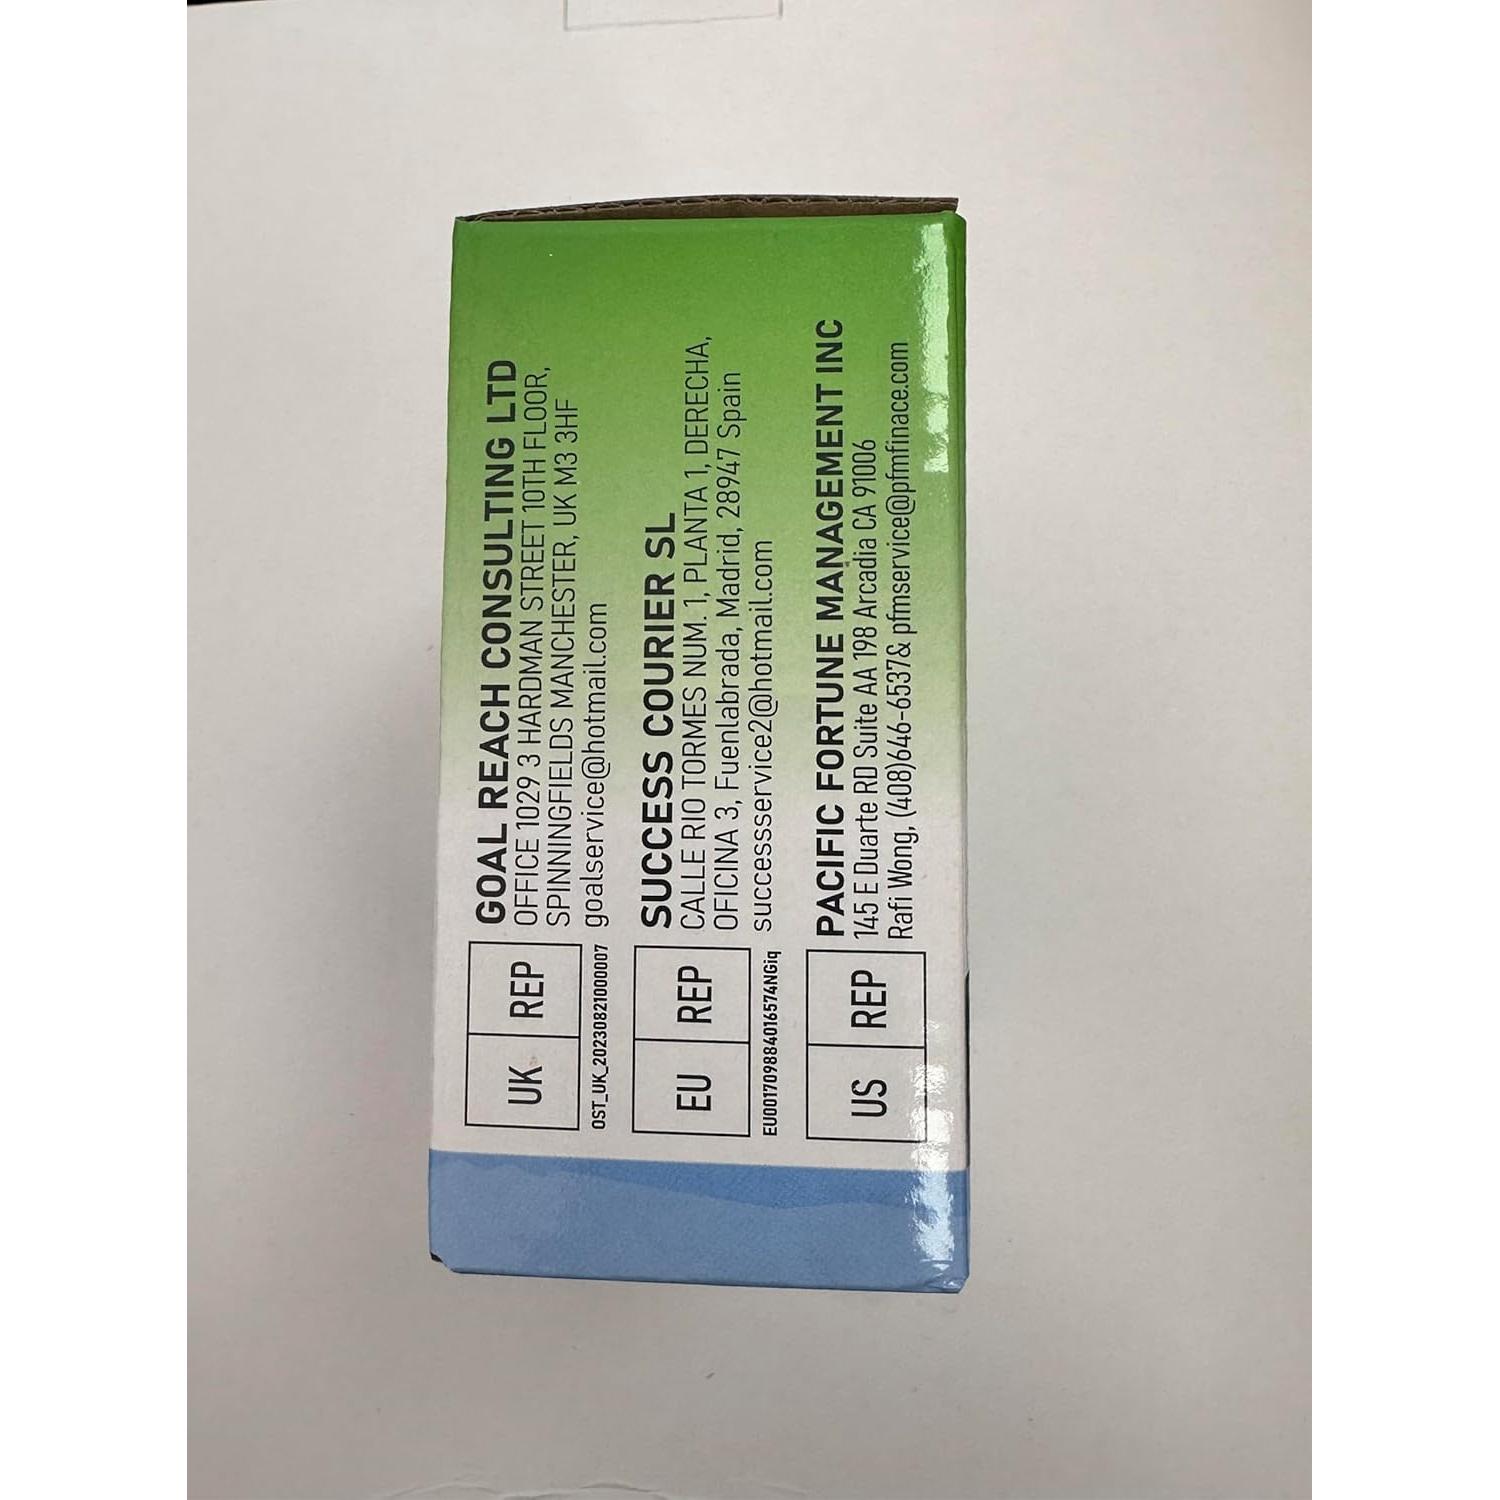 GOAL REACH CONSULTING LTD
OFFICE 1029 3 HARDMAN STREET 10TH FLOOR,
SPINNINGFIELDS MANCHESTER, UK M3 3HF
goalservice@hotmail.com
UK REP
OST_UK_20230821000007
SUCCESS COURIER SL
CALLE RIO TORMES NUM. 1, PLANTA 1, DERECHA,
OFICINA 3, Fuenlabrada, Madrid, 28947 Spain
successservice2@hotmail.com
EU REP
EU001709884016574NGiq
PACIFIC FORTUNE MANAGEMENT INC
145 E Duarte RD Suite AA 198 Arcadia CA 91006
Rafi Wong, (408)646-6537& pfmservice@pfmfinace.com
US REP